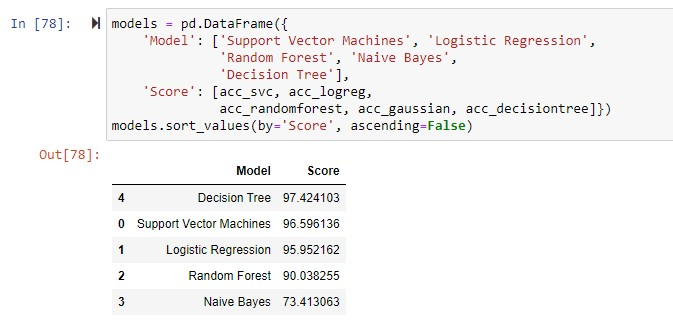 In [78]: models = pd.DataFrame({
    'Model': ['Support Vector Machines', 'Logistic Regression',
              'Random Forest', 'Naive Bayes',
              'Decision Tree'],
    'Score': [acc_svc, acc_logreg,
              acc_randomforest, acc_gaussian, acc_decisiontree]})
models.sort_values(by='Score', ascending=False)
Out[78]:
Model Score
4 Decision Tree 97.424103
0 Support Vector Machines 96.596136
1 Logistic Regression 95.952162
2 Random Forest 90.038255
3 Naive Bayes 73.413063